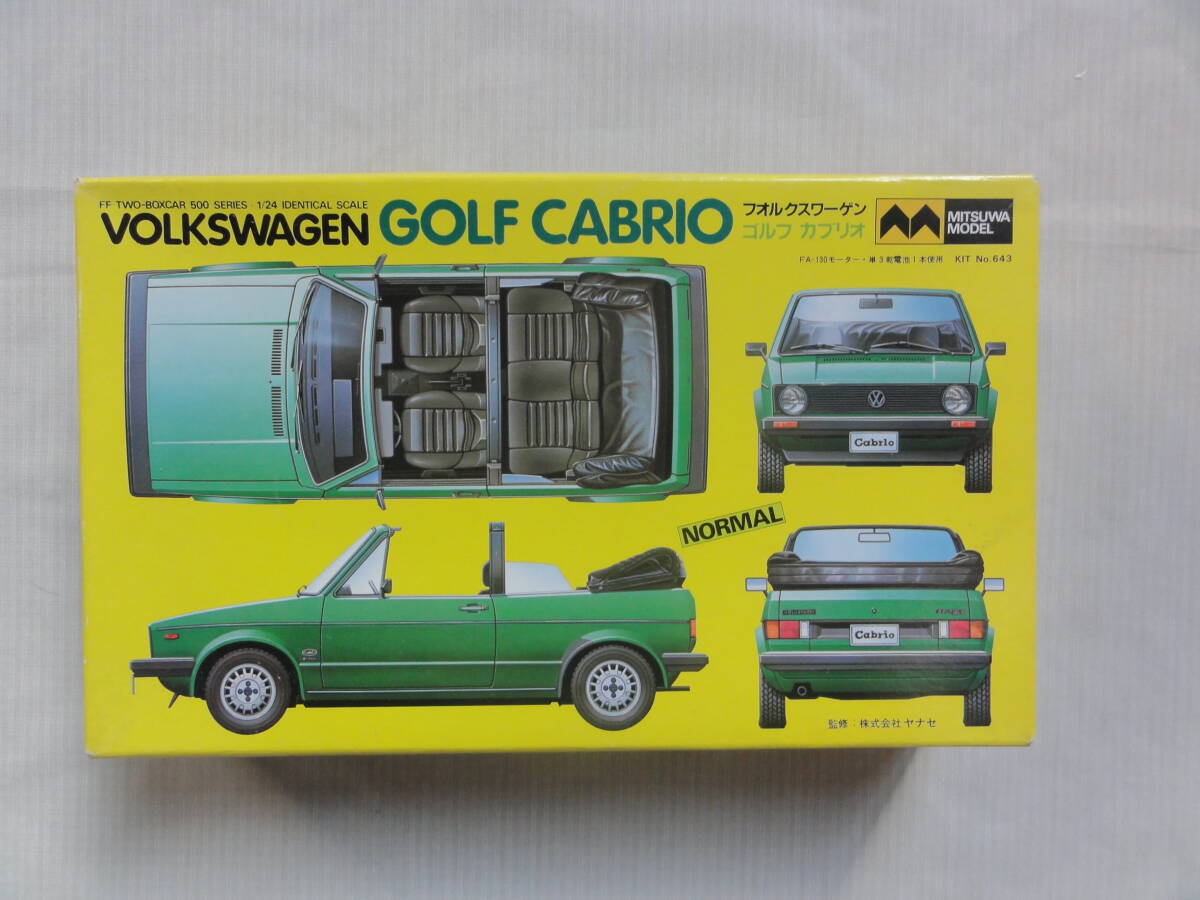 FF TWO-BOXCAR 500 SERIES · 1/24 IDENTICAL SCALE
VOLKSWAGEN GOLF CABRIO
フオルクスワーゲン
ゴルフ カブリオ
MITSUWA
MODEL
FA-130モーター・単3乾電池1本使用 KIT No.643
Cabrio
NORMAL
Cabrio
監修：株式会社ヤナセ